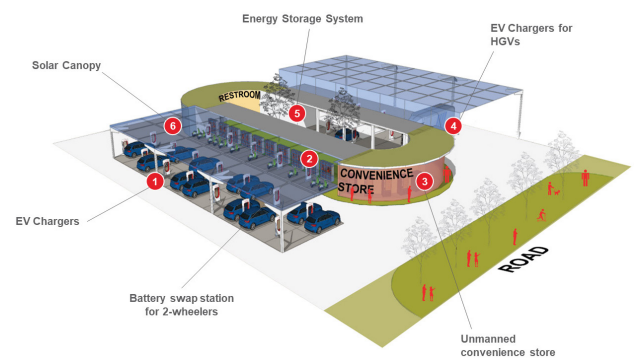 Energy Storage System
EV Chargers for
HGVs
Solar Canopy
RESTROOM
5
6
4
2
CONVENIENCE
STORE
3
1
EV Chargers
ROAD
Battery swap station
for 2-wheelers
Unmanned
convenience store